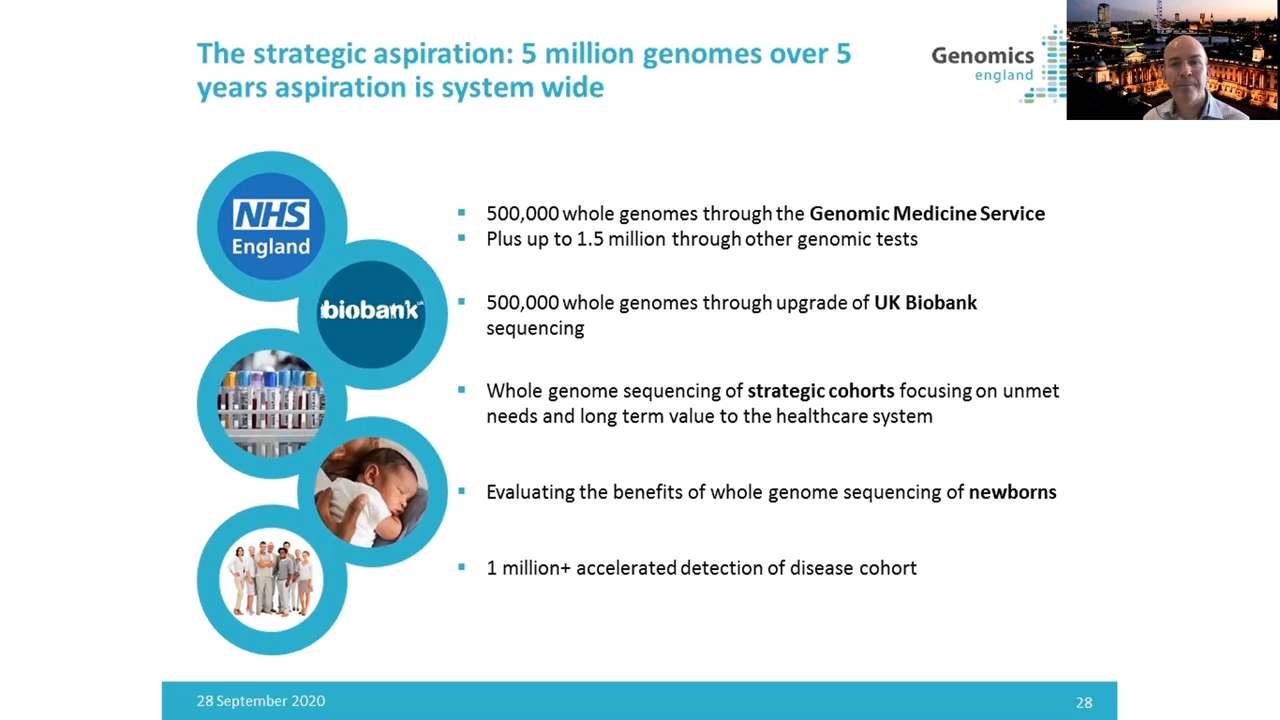 The strategic aspiration: 5 million genomes over 5
years aspiration is system wide
Genomics
england
NHS
England
biobank uk
500,000 whole genomes through the Genomic Medicine Service
Plus up to 1.5 million through other genomic tests
500,000 whole genomes through upgrade of UK Biobank
sequencing
Whole genome sequencing of strategic cohorts focusing on unmet
needs and long term value to the healthcare system
Evaluating the benefits of whole genome sequencing of newborns
1 million+ accelerated detection of disease cohort
28 September 2020
28